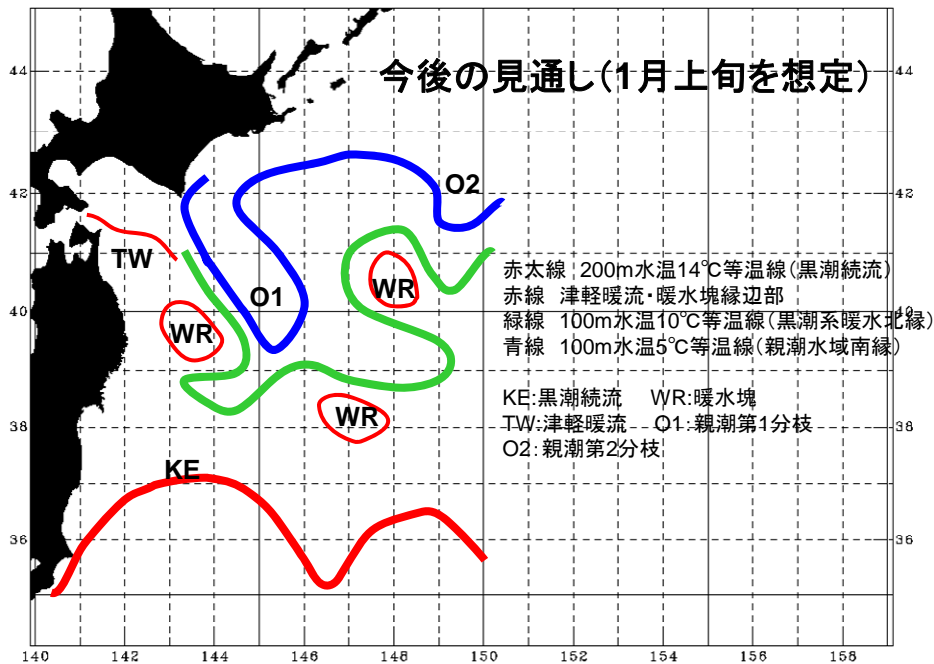 今後の見通し(1月上旬を想定)
44
44
42
O2
42
TW
赤太線 200m水温14℃等温線(黒潮続流)
WR
赤線 津軽暖流・暖水塊縁辺部
O1
40
40
WR
緑線 100m水温10℃等温線(黒潮系暖水北縁)
青線 100m水温5℃等温線(親潮水域南縁)
KE:黒潮続流 WR:暖水塊
WR
TW:津軽暖流 O1:親潮第1分枝
38
38
O2:親潮第2分枝
KE
36
36
140 142 144 146 148 150 152 154 156 158